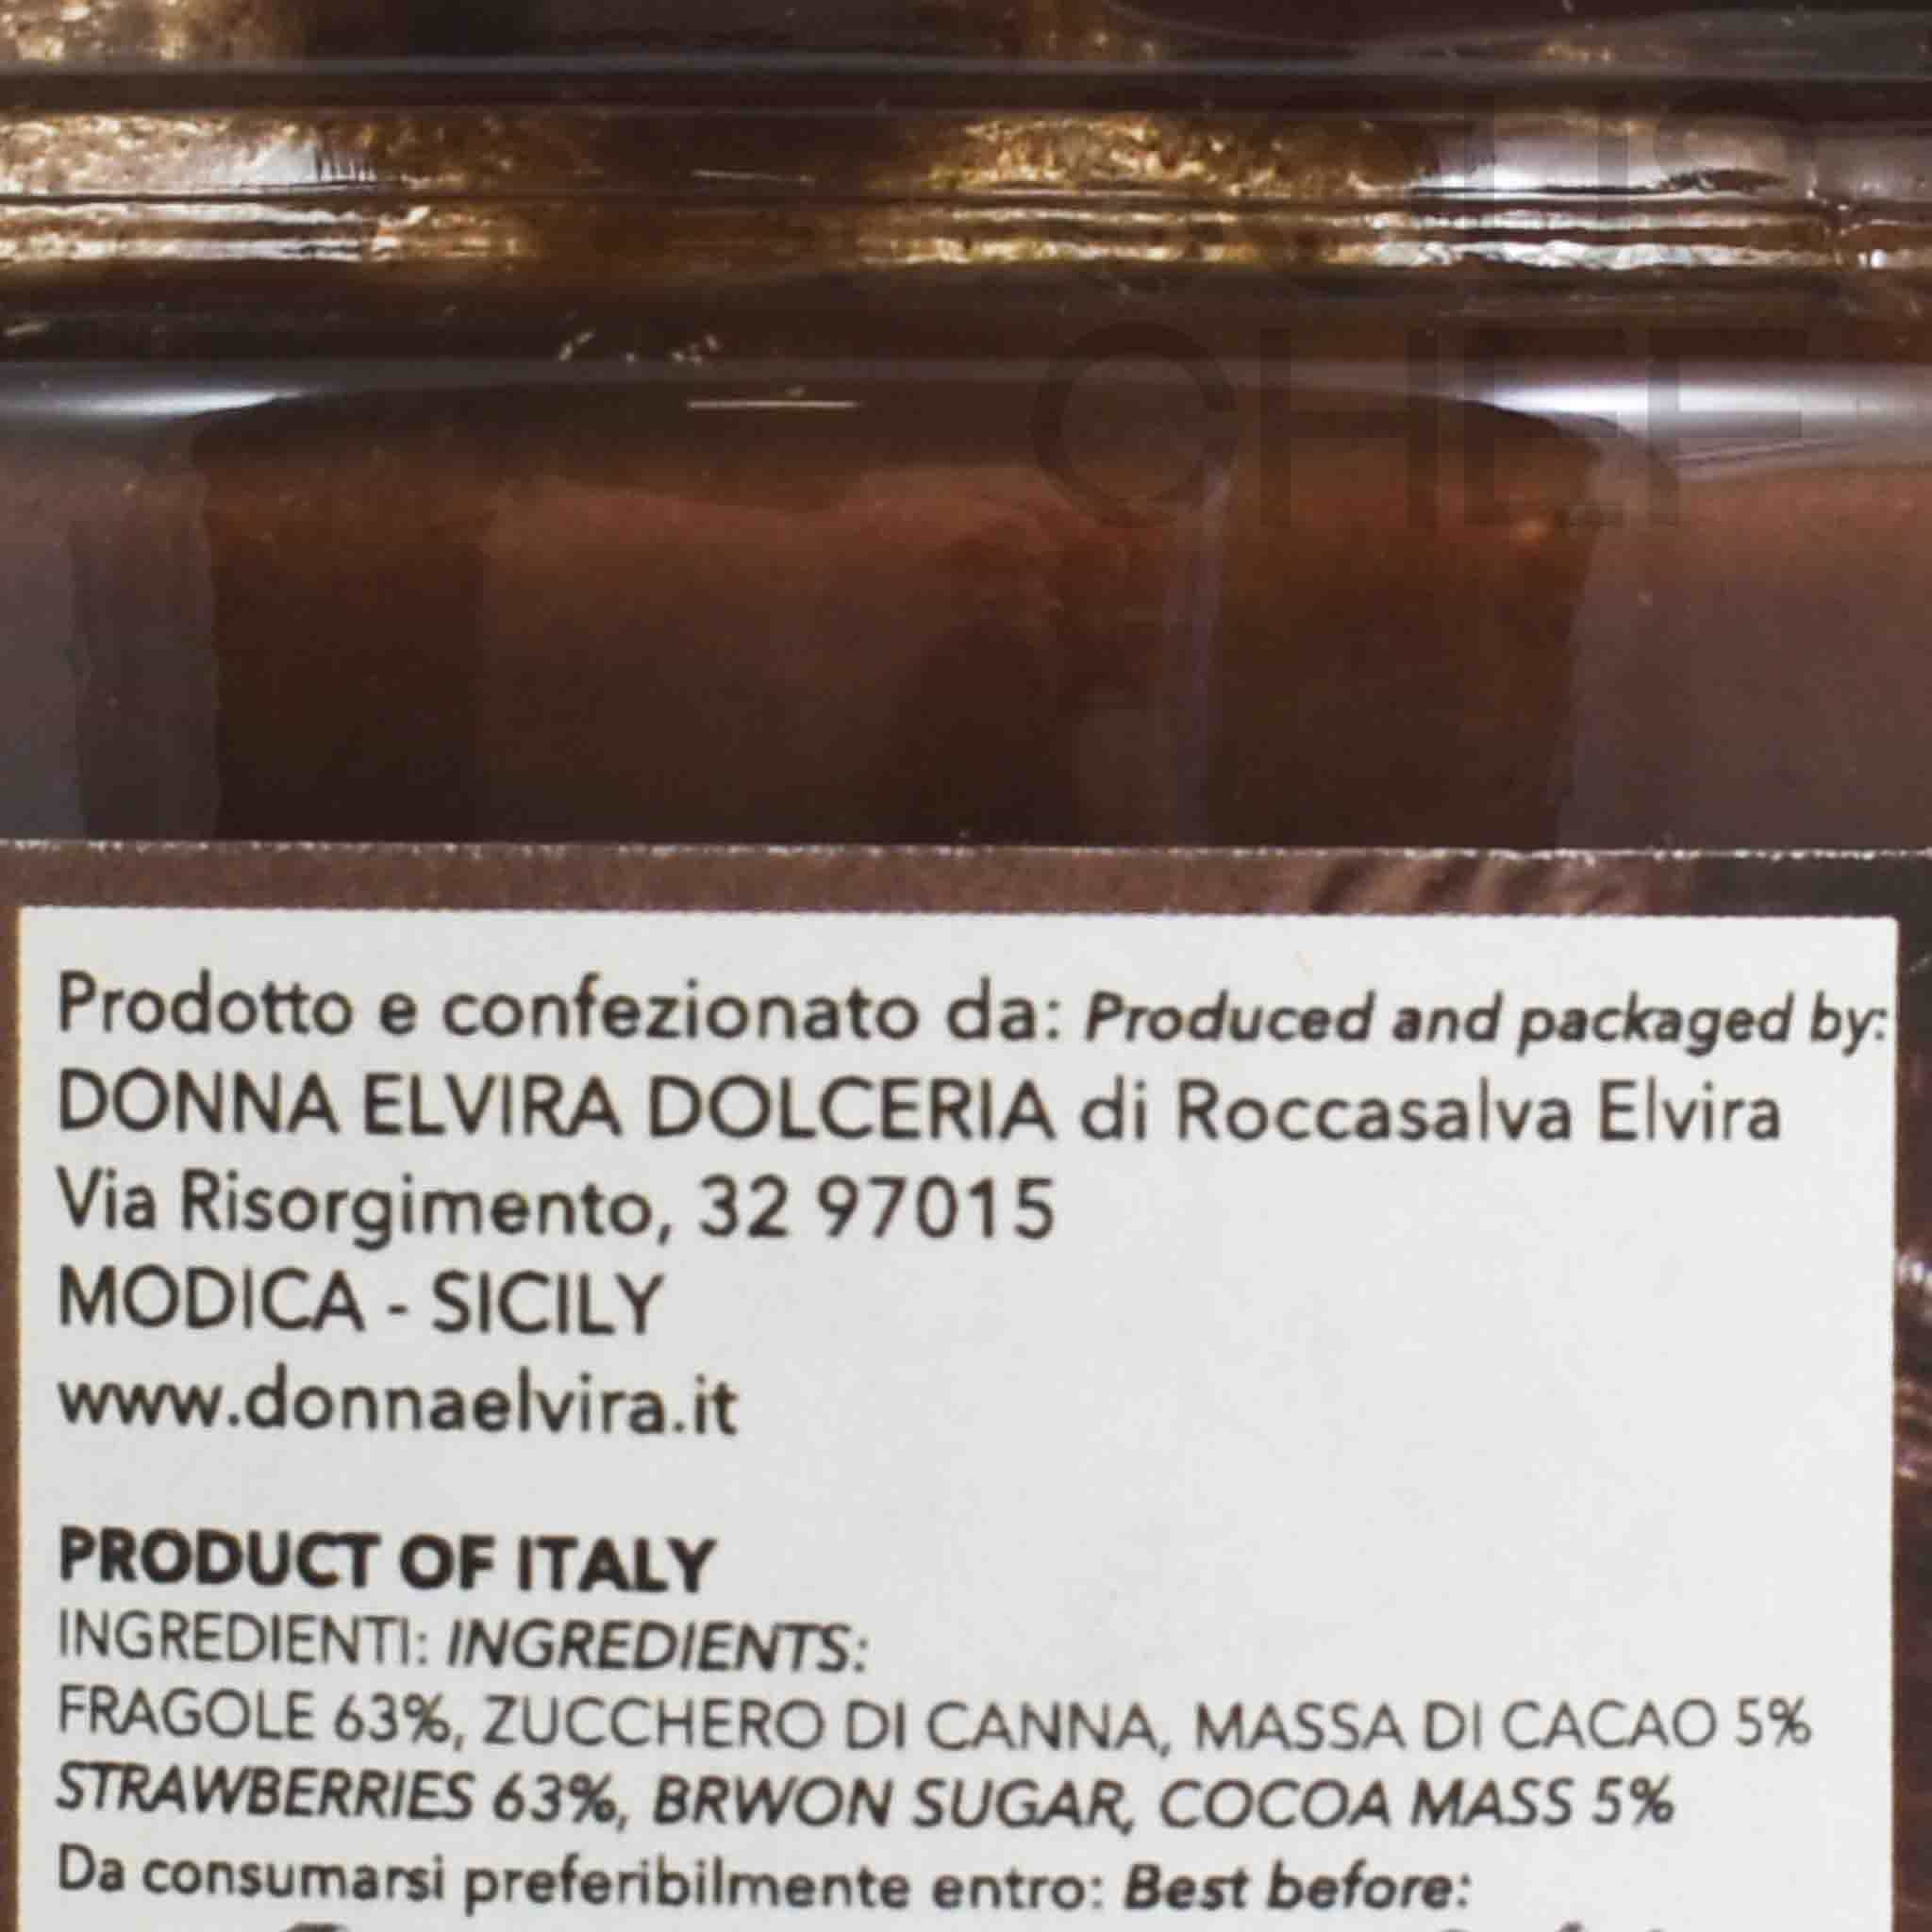 Prodotto e confezionato da: Produced and packaged by:
DONNA ELVIRA DOLCERIA di Roccasalva Elvira
Via Risorgimento, 32 97015
MODICA - SICILY
www.donnaelvira.it
PRODUCT OF ITALY
INGREDIENTI: INGREDIENTS:
FRAGOLE 63%, ZUCCHERO DI CANNA, MASSA DI CACAO 5%
STRAWBERRIES 63%, BRWON SUGAR, COCOA MASS 5%
Da consumarsi preferibilmente entro: Best before: